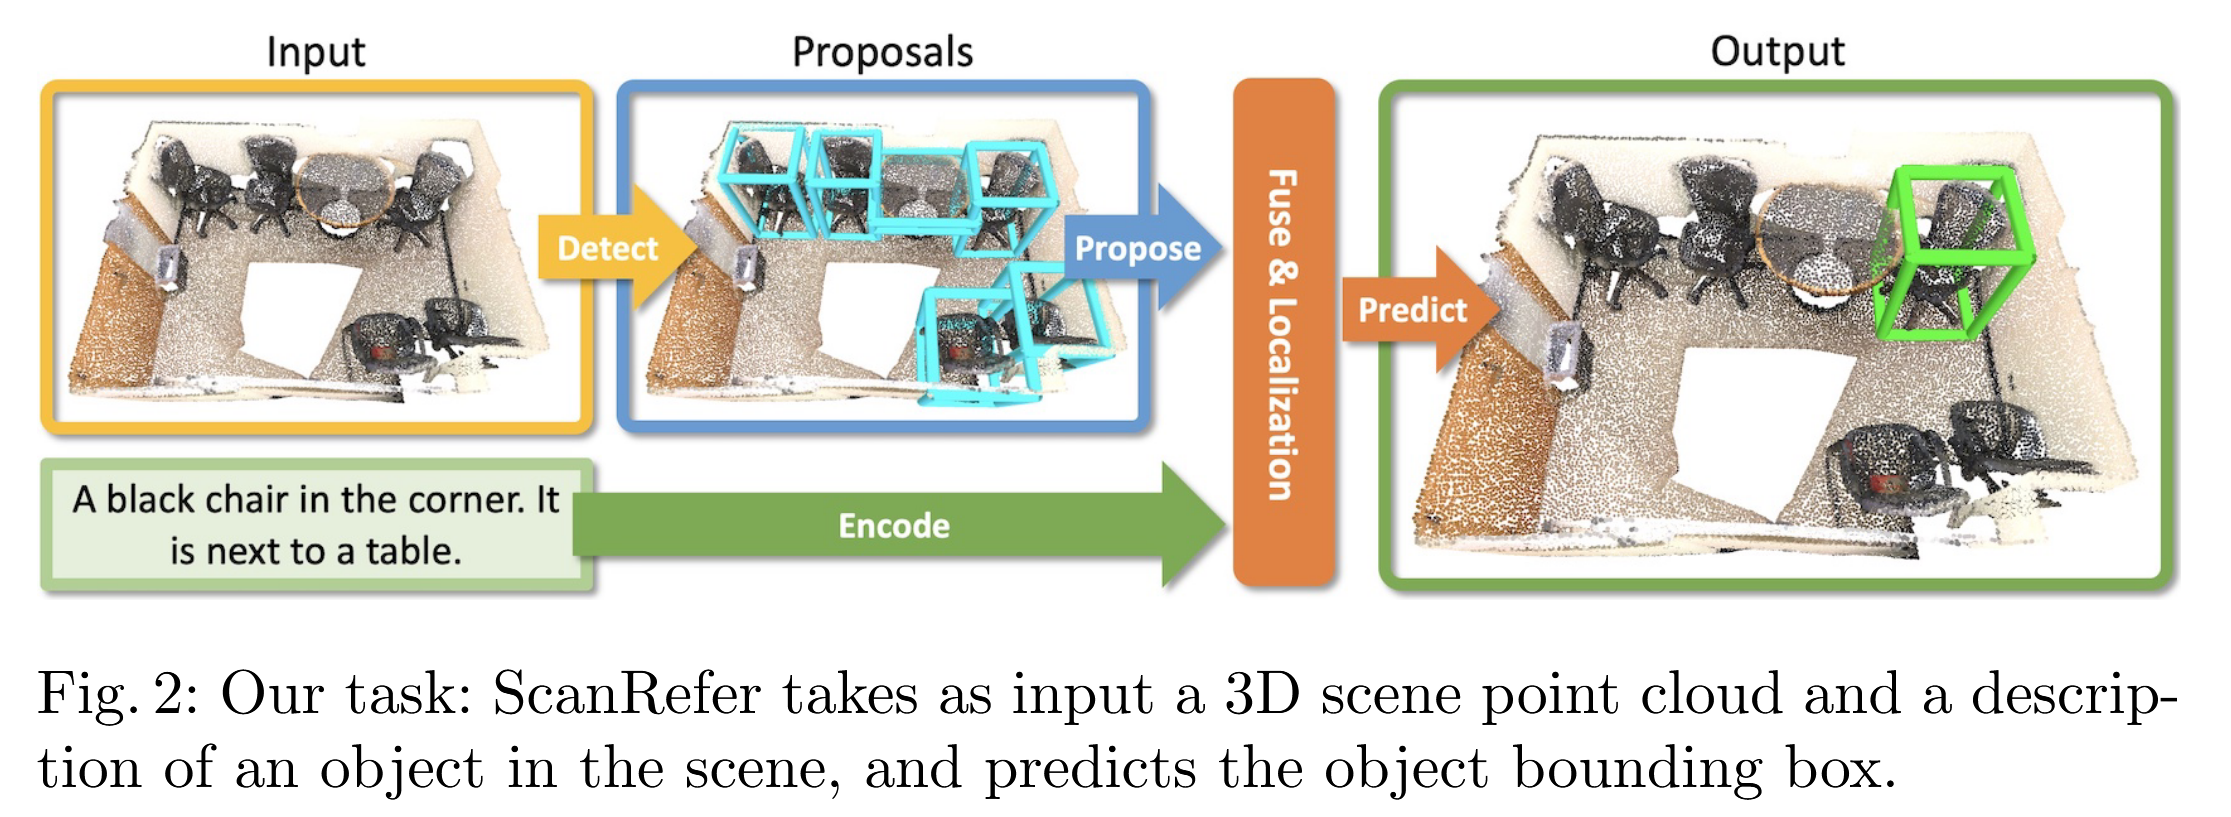 Input
Proposals
Output
Detect
Propose
Fuse & Localization
Predict
A black chair in the corner. It
is next to a table.
Encode
Fig. 2: Our task: ScanRefer takes as input a 3D scene point cloud and a descrip-
tion of an object in the scene, and predicts the object bounding box.